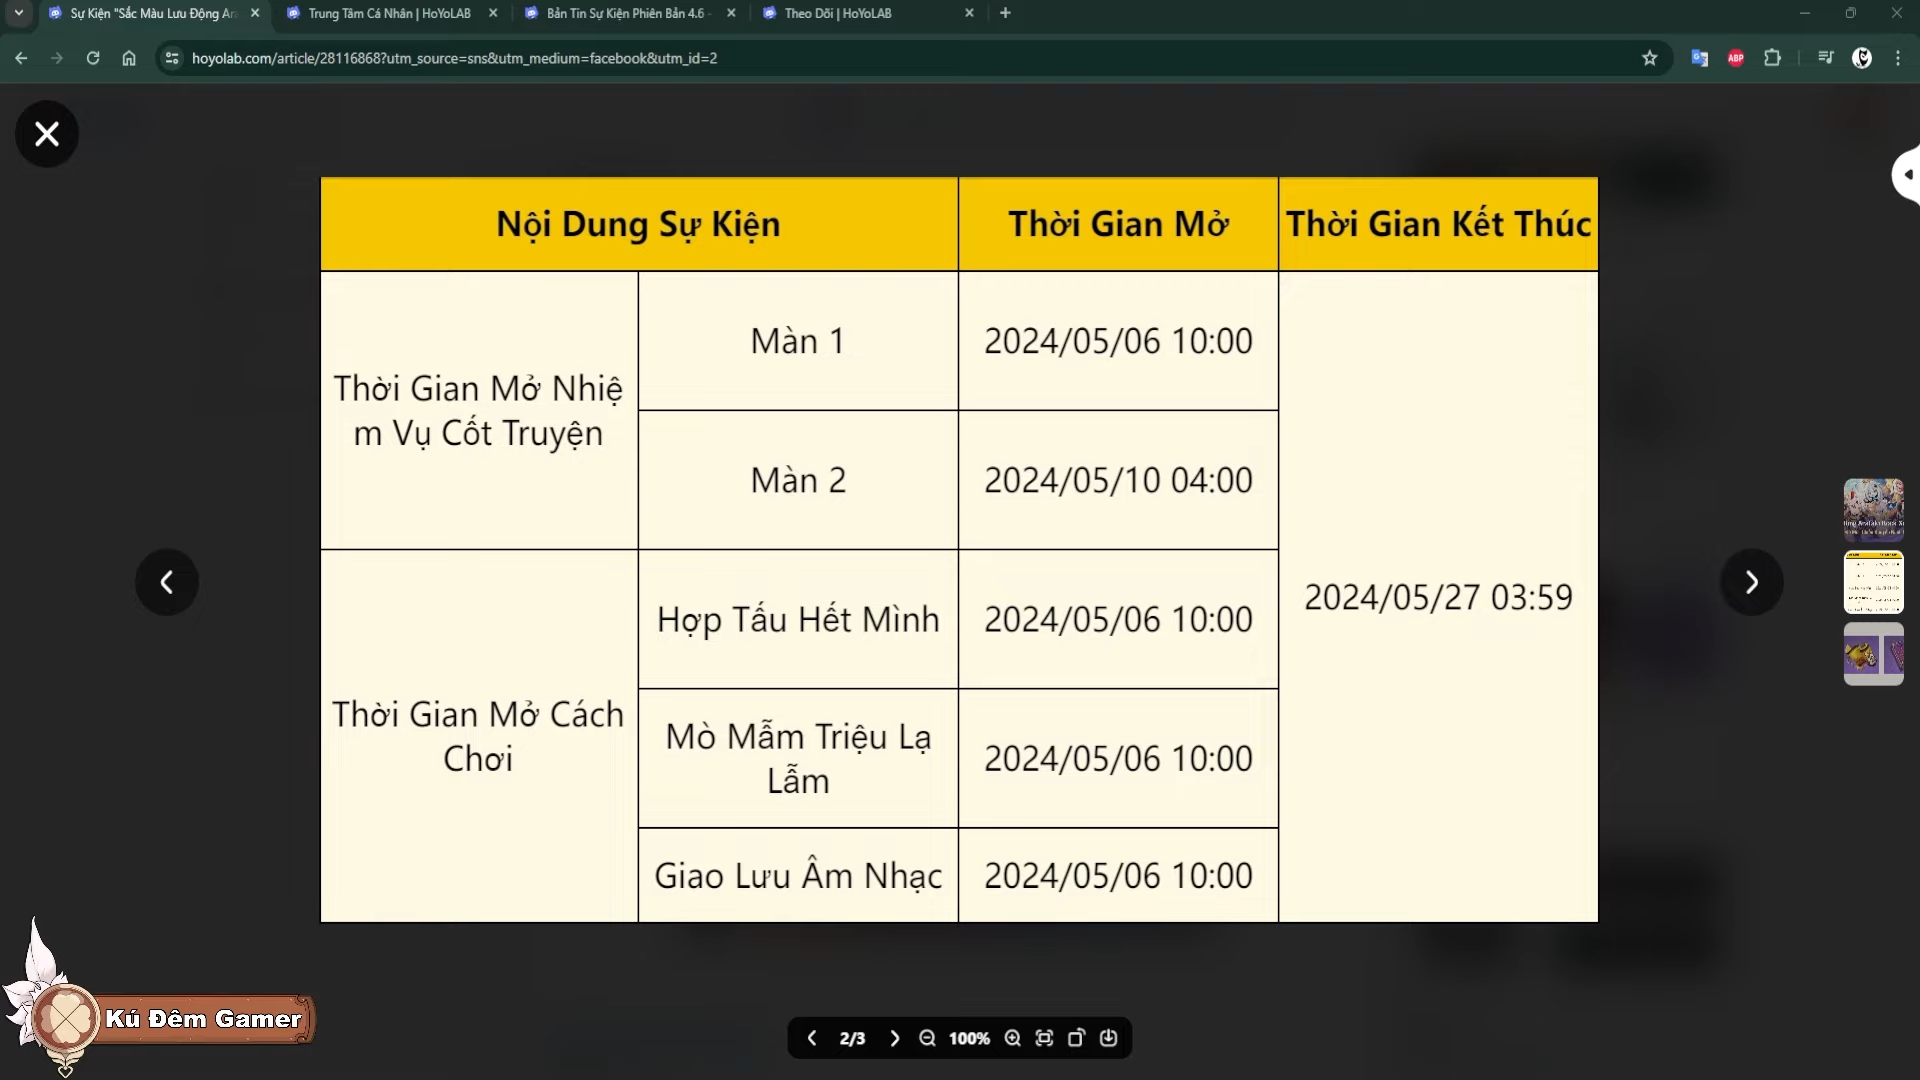 Sự Kiện "Sắc Màu Lưu Động Ara
Trung Tâm Cá Nhân | HoYoLAB
Bản Tin Sự Kiện Phiên Bản 4.6 -
Theo Dõi | HoYoLAB
hoyolab.com/article/28116868?utm_source=sns&utm_medium=facebook&utm_id=2
ABP
Nội Dung Sự Kiện
Thời Gian Mở
Thời Gian Kết Thúc
Thời Gian Mở Nhiệ
m Vụ Cốt Truyện
Màn 1
2024/05/06 10:00
Màn 2
2024/05/10 04:00
2024/05/27 03:59
Thời Gian Mở Cách
Chơi
Hợp Tấu Hết Mình
2024/05/06 10:00
Mò Mẫm Triệu Lạ
Lẫm
2024/05/06 10:00
Giao Lưu Âm Nhạc
2024/05/06 10:00
Kú Đêm Gamer
2/3
100%